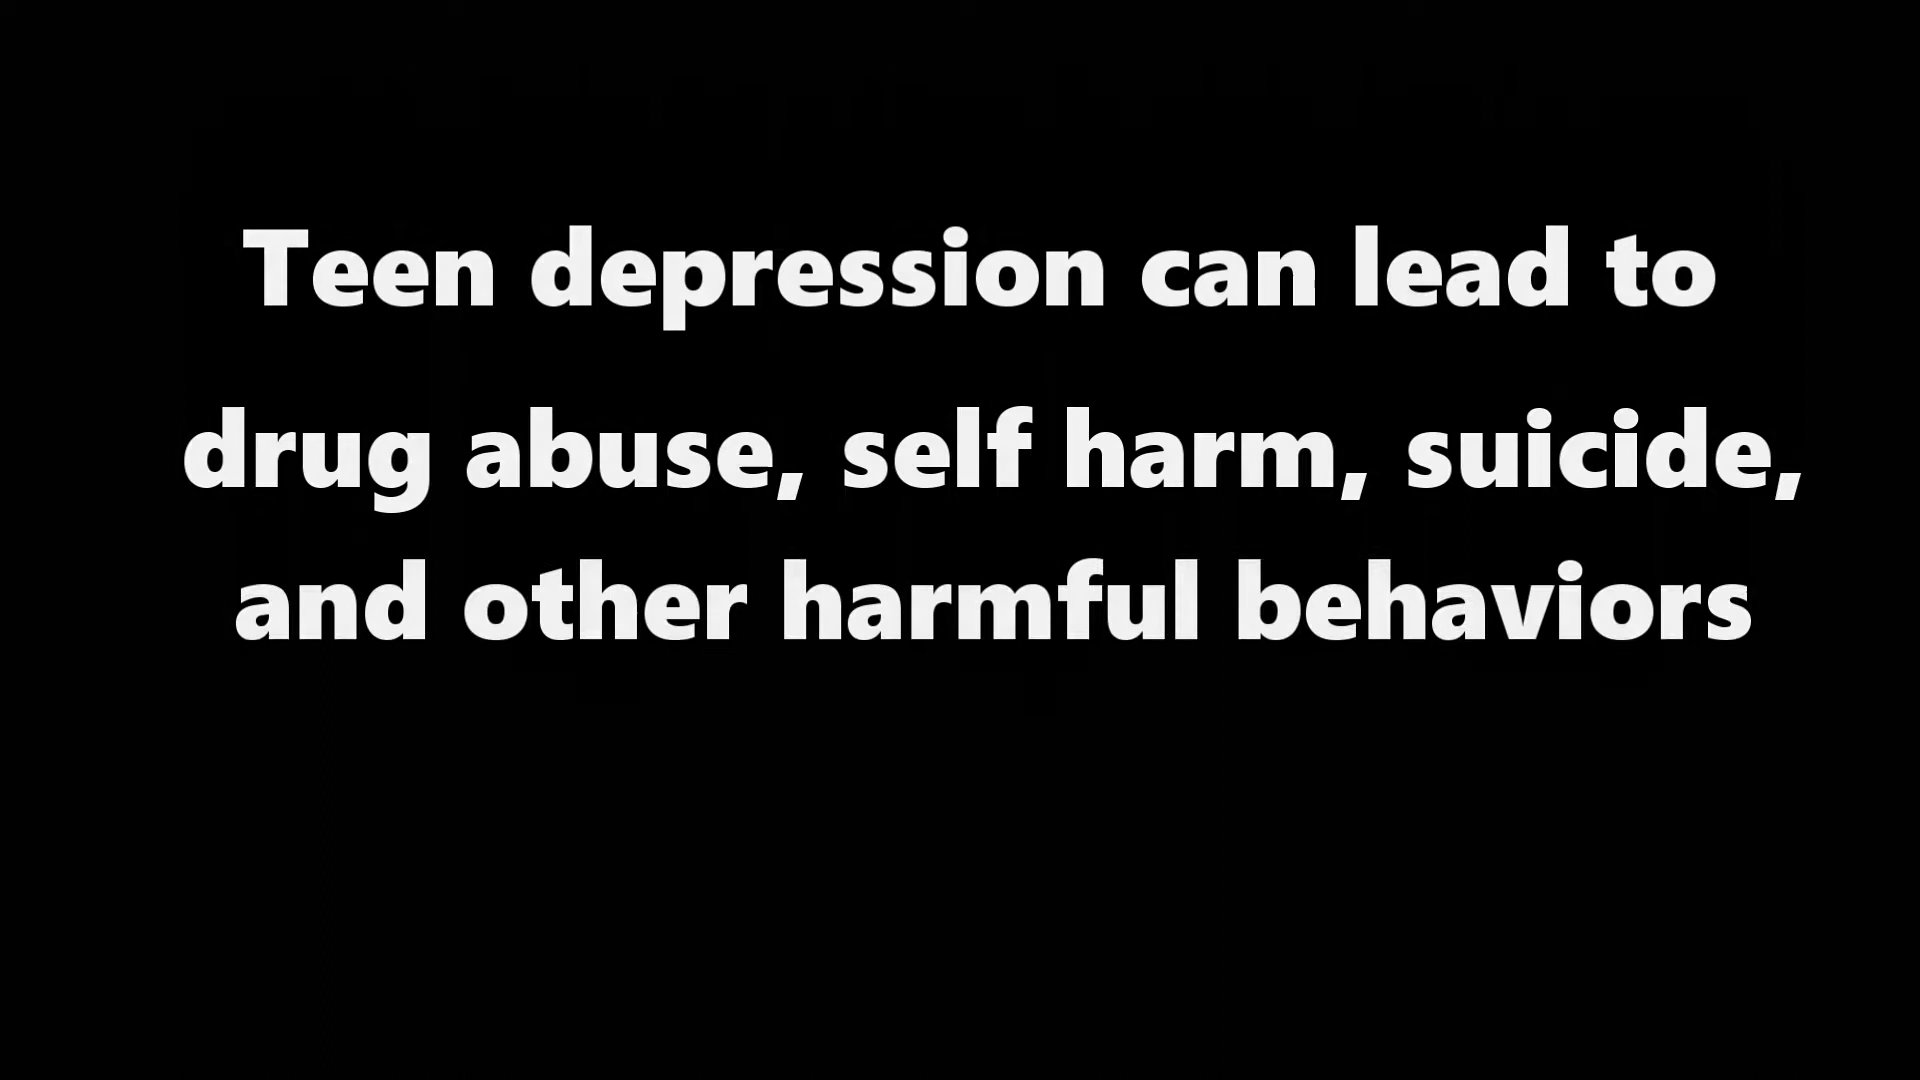 Teen depression can lead to
drug abuse, self harm, suicide,
and other harmful behaviors